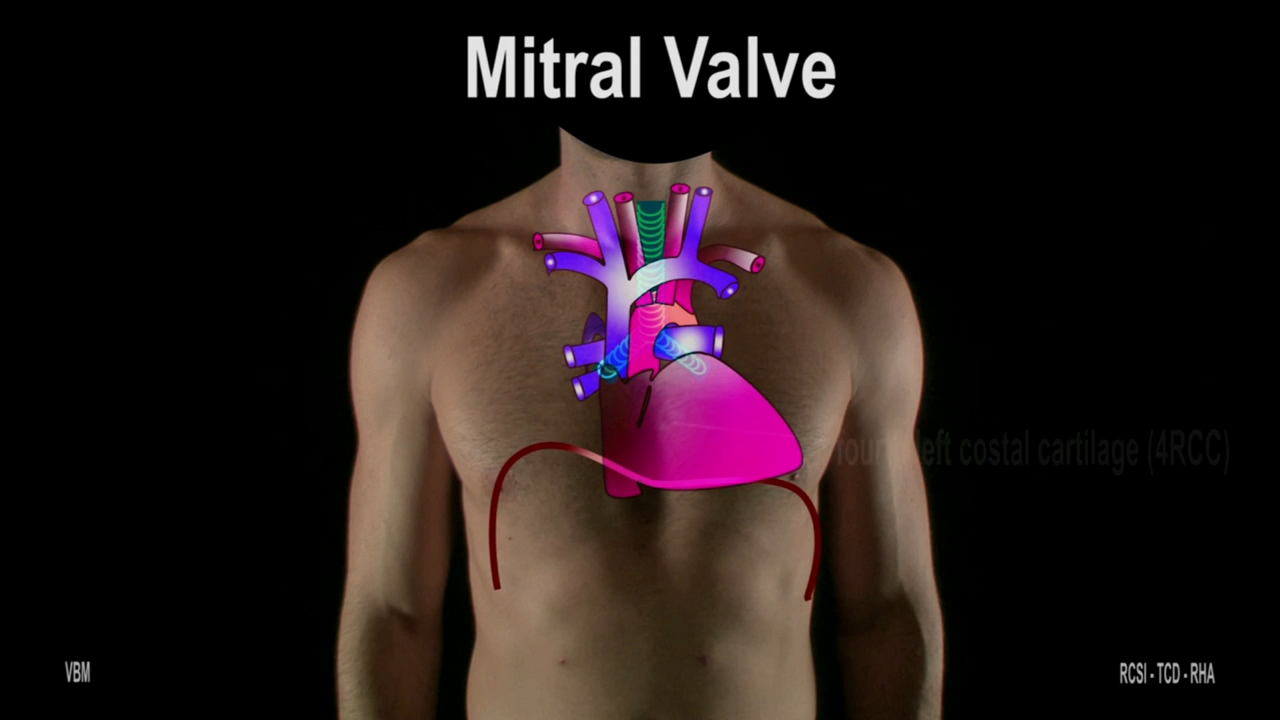 Mitral Valve
left costal cartilage (4RCC)
VBM
RCSI - TCD - RHA